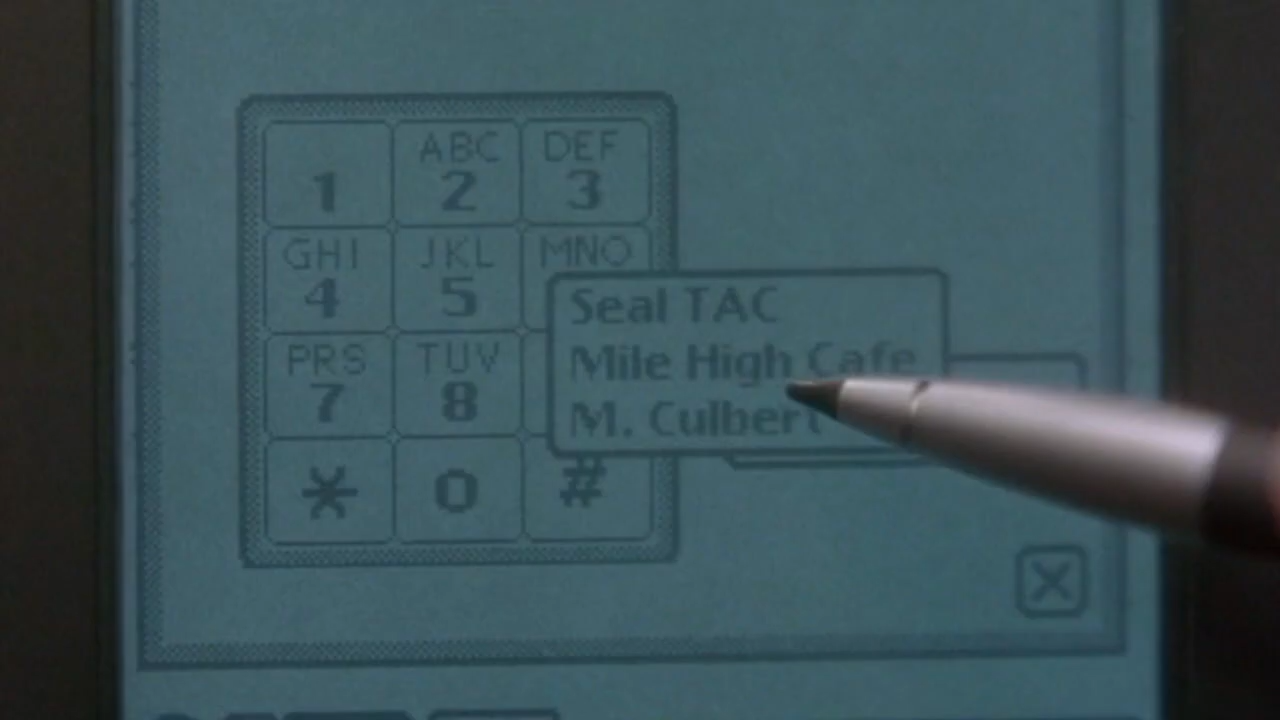 ABC DEF
1 2 3
GHI JKL MNO
4 5
PRS TUV
7 8
* 0 #
Seal TAC
Mile High Cafe
M. Culbert
X